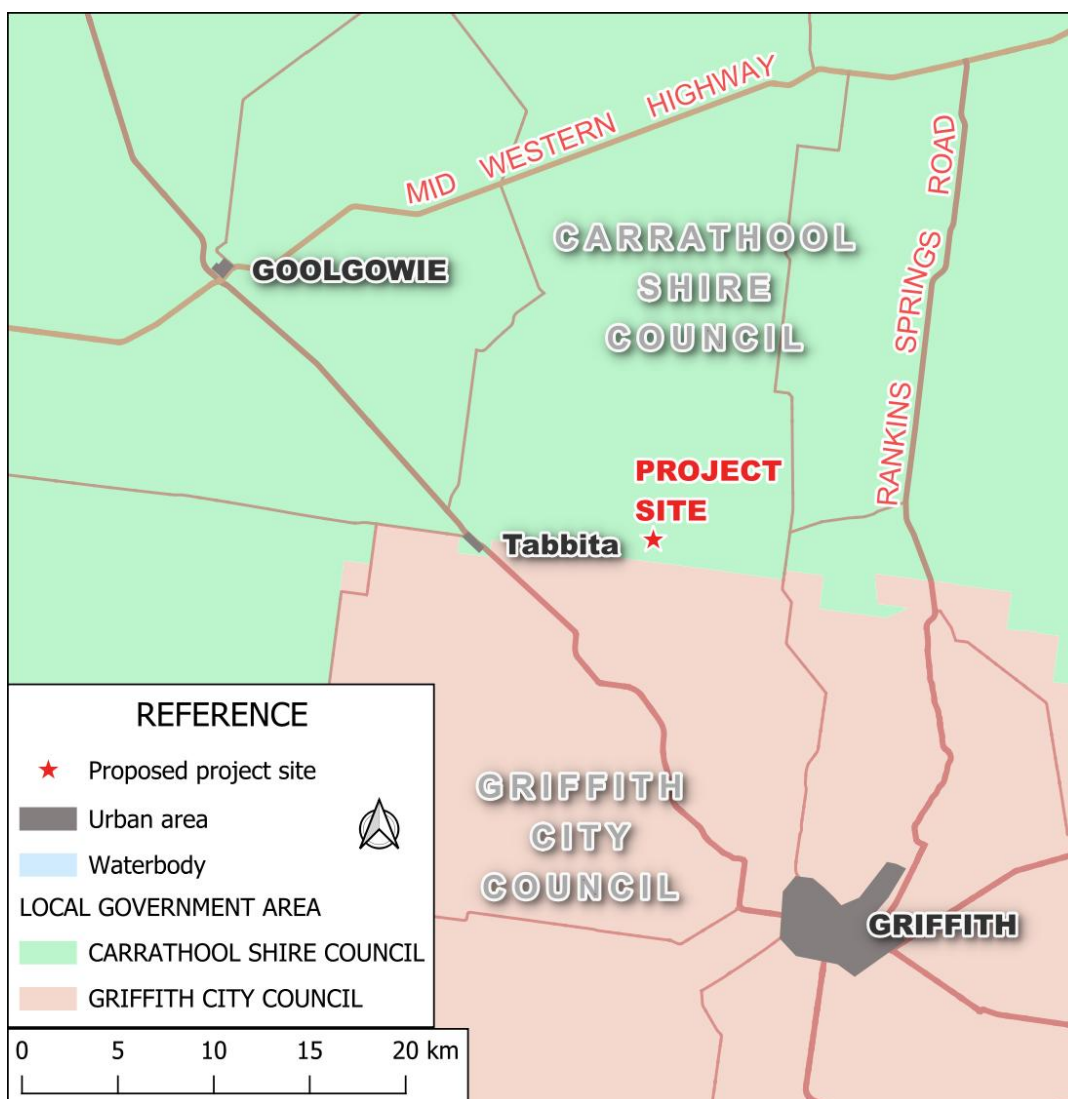 MID WESTERN HIGHWAY
RANKINS SPRINGS ROAD
CARRATHOOL
SHIRE
COUNCIL
GOOLGOWIE
PROJECT
SITE
Tabbita
GRIFFITH
CITY
COUNCIL
GRIFFITH
REFERENCE
Proposed project site
Urban area
Waterbody
LOCAL GOVERNMENT AREA
CARRATHOOL SHIRE COUNCIL
GRIFFITH CITY COUNCIL
0 5 10 15 20 km